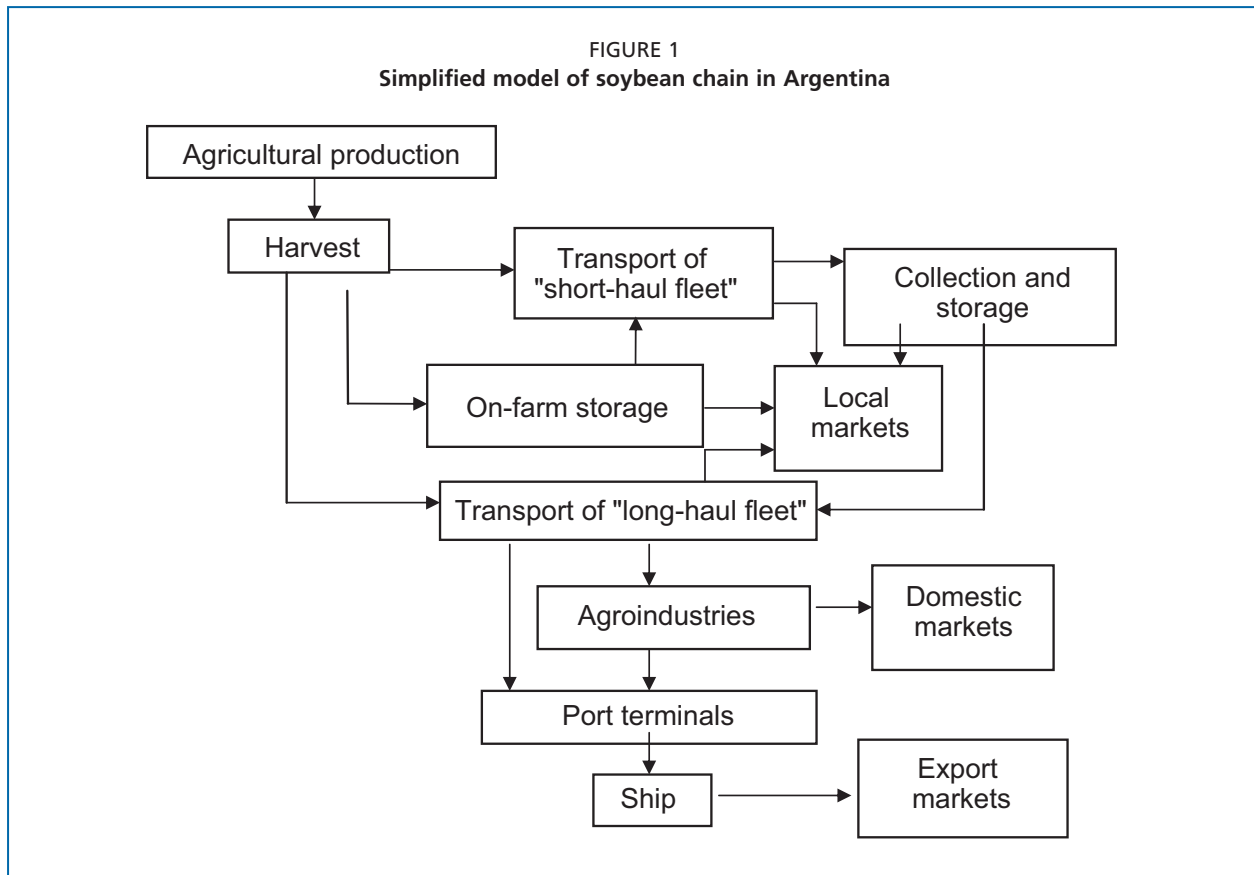 FIGURE 1
Simplified model of soybean chain in Argentina
Agricultural production
Harvest
Transport of
"short-haul fleet"
Collection and
storage
On-farm storage
Local
markets
Transport of "long-haul fleet"
Agroindustries
Domestic
markets
Port terminals
Ship
Export
markets